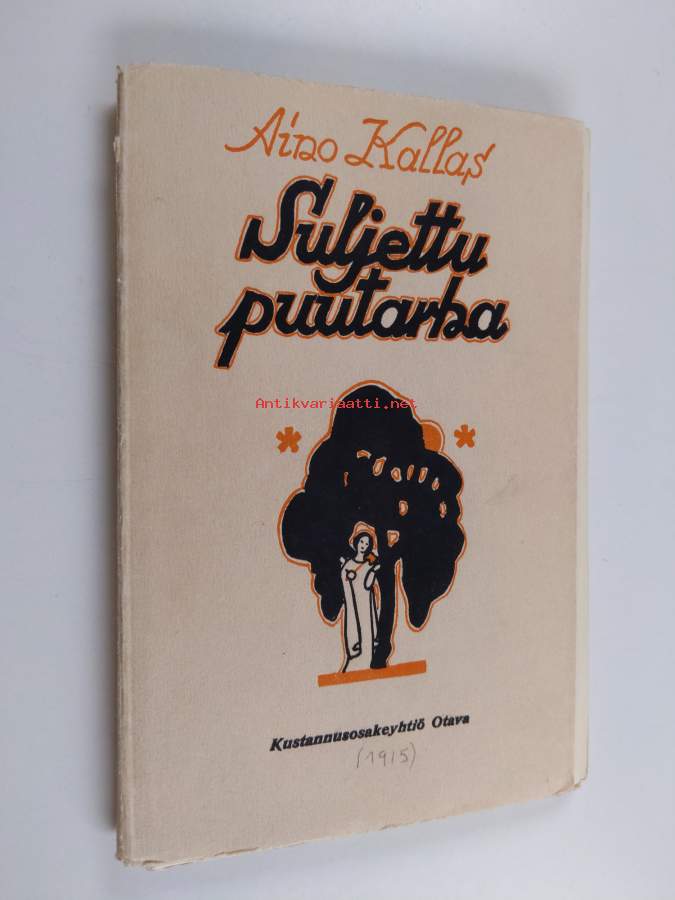 Aino Kallas
Suljettu
puutarha
Antikvariaatti.net
Kustannusosakeyhtiö Otava
(1915)